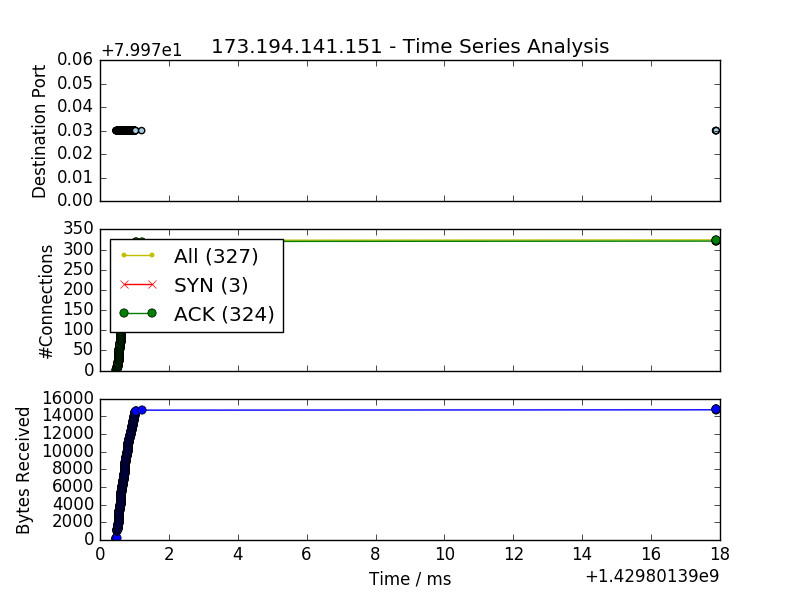 +7.997e1
173.194.141.151 - Time Series Analysis
0.06
0.05
0.04
0.03
0.02
0.01
0.00
Destination Port
350
300
250
200
150
100
50
0
#Connections
All (327)
SYN (3)
ACK (324)
16000
14000
12000
10000
8000
6000
4000
2000
0
Bytes Received
0 2 4 6 8 10 12 14 16 18
Time / ms
+1.42980139e9